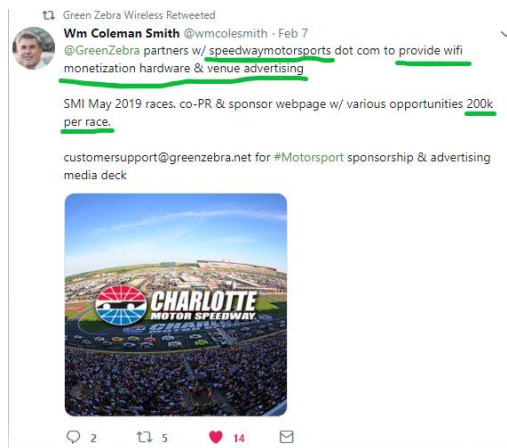 Green Zebra Wireless Retweeted
Wm Coleman Smith @wmcolesmith · Feb 7
@GreenZebra partners w/ speedwaymotorsports dot com to provide wifi
monetization hardware & venue advertising
SMI May 2019 races. co-PR & sponsor webpage w/ various opportunities 200k
per race.
customersupport@greenzebra.net for #Motorsport sponsorship & advertising
media deck
CHARLOTTE
MOTOR SPEEDWAY
2 5 14